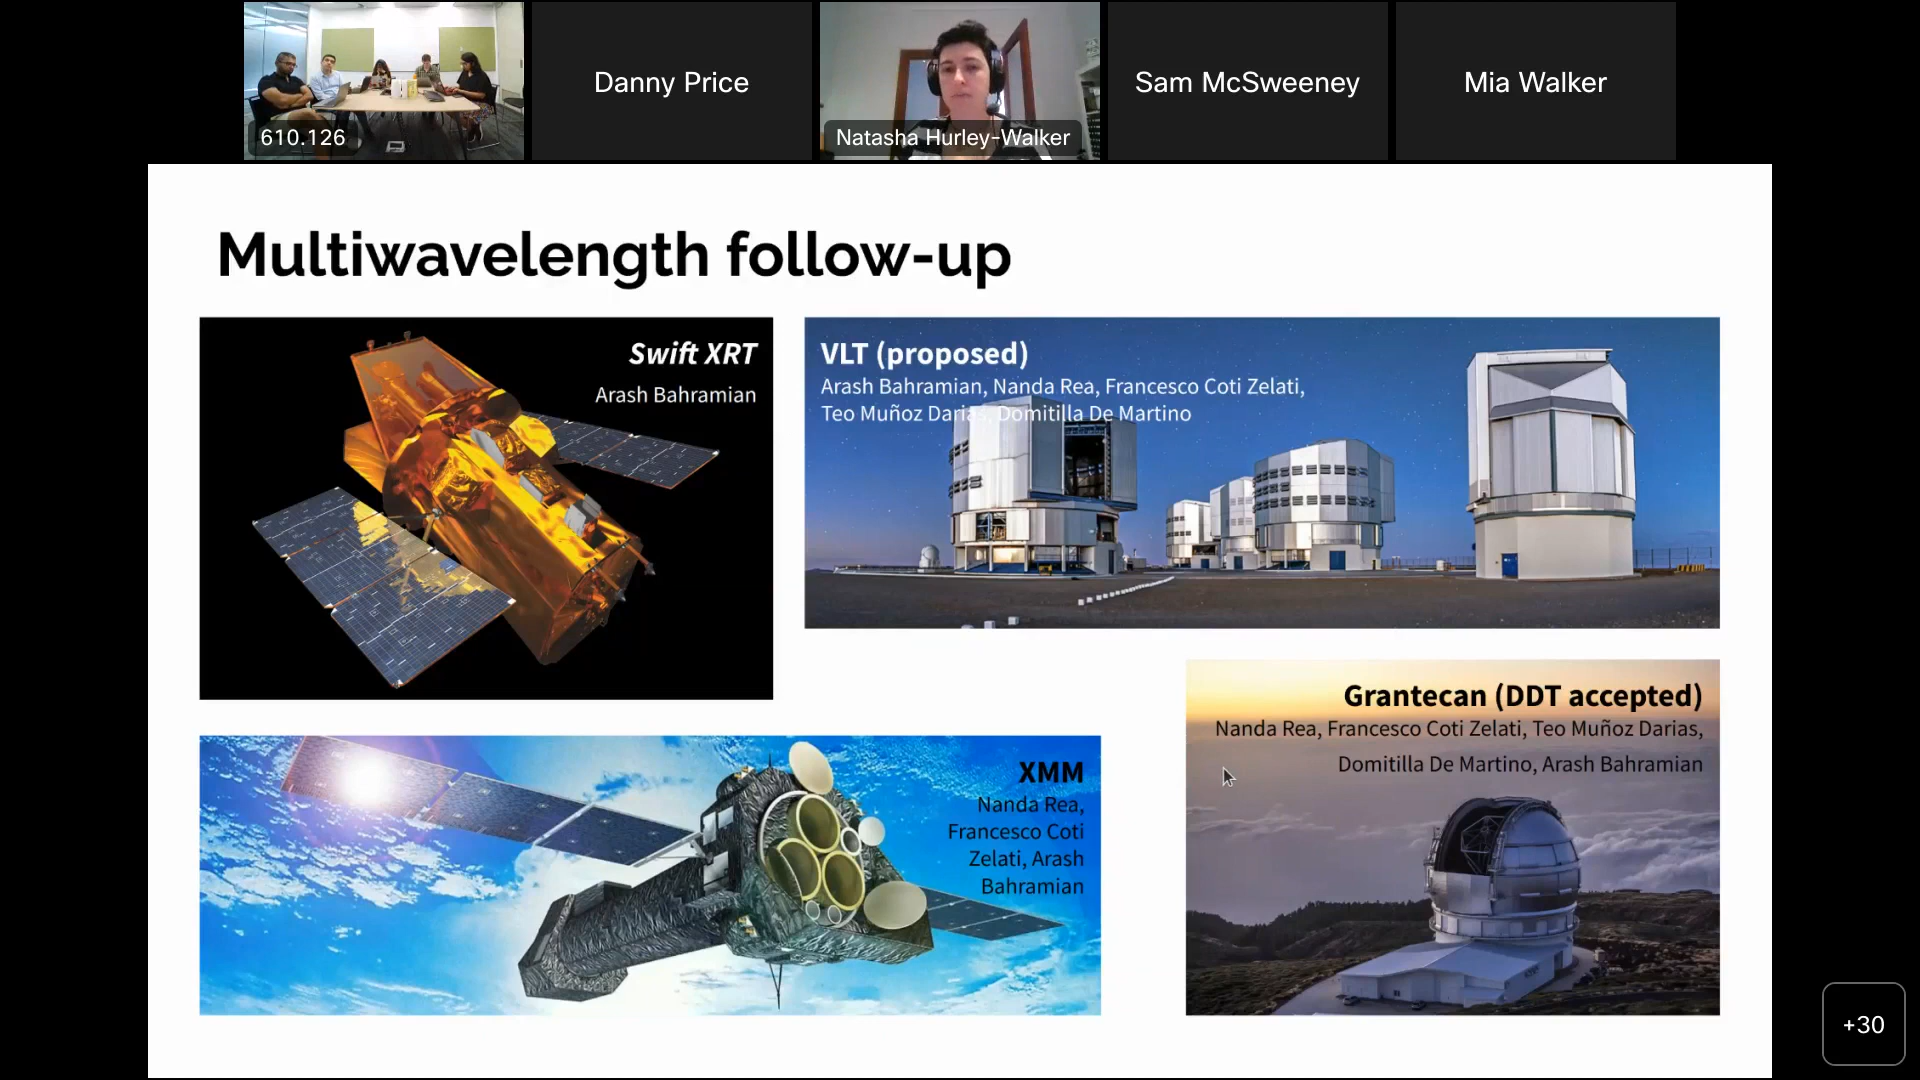 610.126
Danny Price
Natasha Hurley-Walker
Sam McSweeney
Mia Walker
Multiwavelength follow-up
Swift XRT
Arash Bahramian
VLT (proposed)
Arash Bahramian, Nanda Rea, Francesco Coti Zelati,
Teo Muñoz Darias, Domitilla De Martino
XMM
Nanda Rea,
Francesco Coti
Zelati, Arash
Bahramian
Grantecan (DDT accepted)
Nanda Rea, Francesco Coti Zelati, Teo Muñoz Darias,
Domitilla De Martino, Arash Bahramian
+30